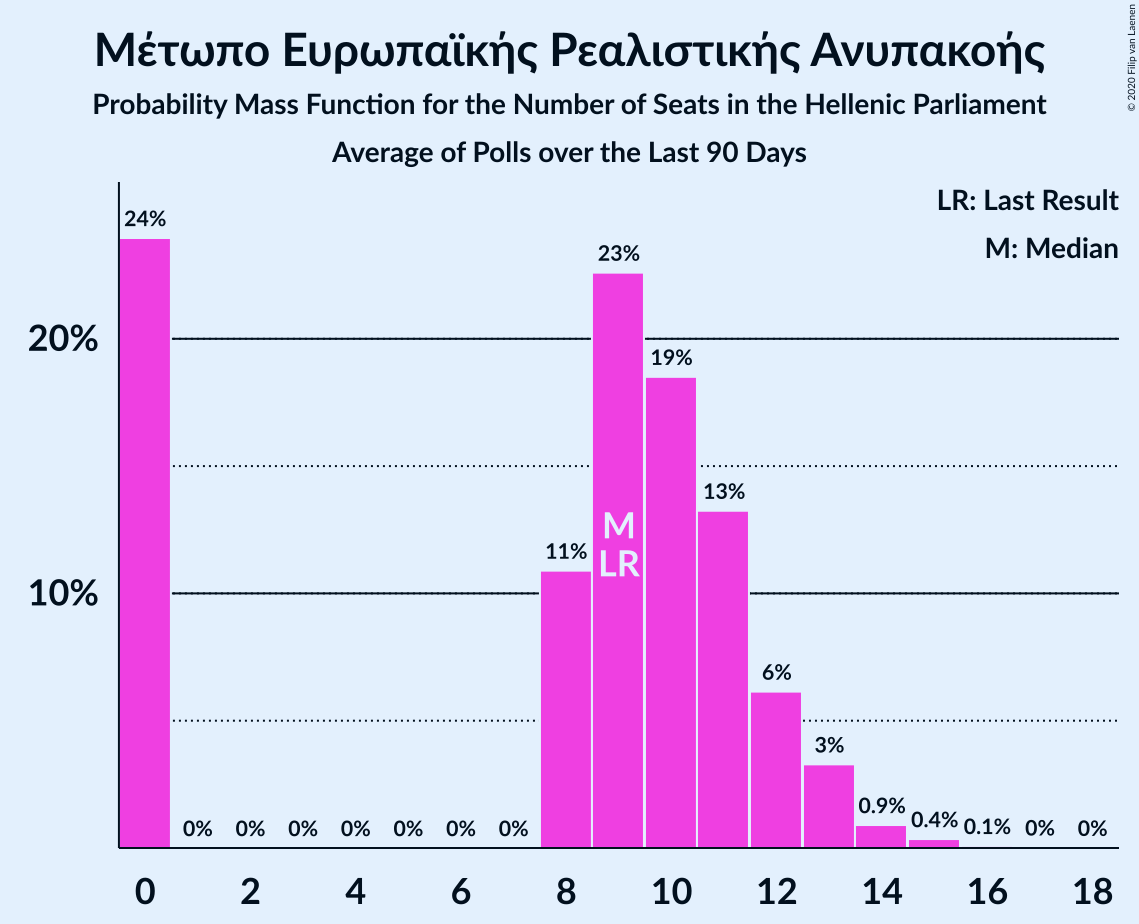 Μέτωπο Ευρωπαϊκής Ρεαλιστικής Ανυπακοής
Probability Mass Function for the Number of Seats in the Hellenic Parliament
Average of Polls over the Last 90 Days
© 2020 Filip van Laenen
LR: Last Result
M: Median
24%
23%
20%
19%
13%
M
11%
LR
10%
6%
3%
0.9%
0.4%
0% 0% 0% 0% 0% 0% 0% 0.1% 0% 0%
0 2 4 6 8 10 12 14 16 18